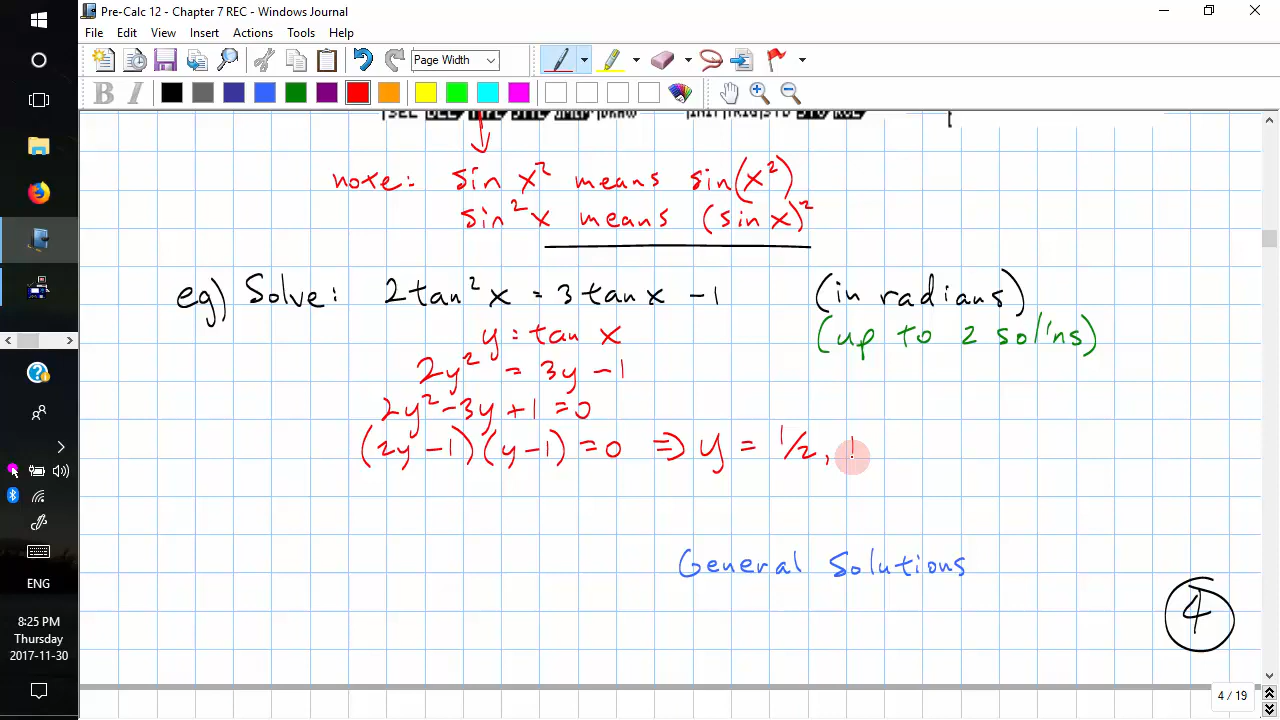 Pre-Calc 12 - Chapter 7 REC - Windows Journal
File Edit View Insert Actions Tools Help
Page Width
B I
note: sin x² means sin(x²)
sin²x means (sin x)²
eg) Solve: 2tan²x = 3tanx -1 (in radians)
y = tan x (up to 2 sol'ns)
2y² = 3y -1
2y² -3y +1 =0
(2y -1)(y -1) =0 => y = 1/2, 1
General Solutions
4
ENG
8:25 PM
Thursday
2017-11-30
4 / 19